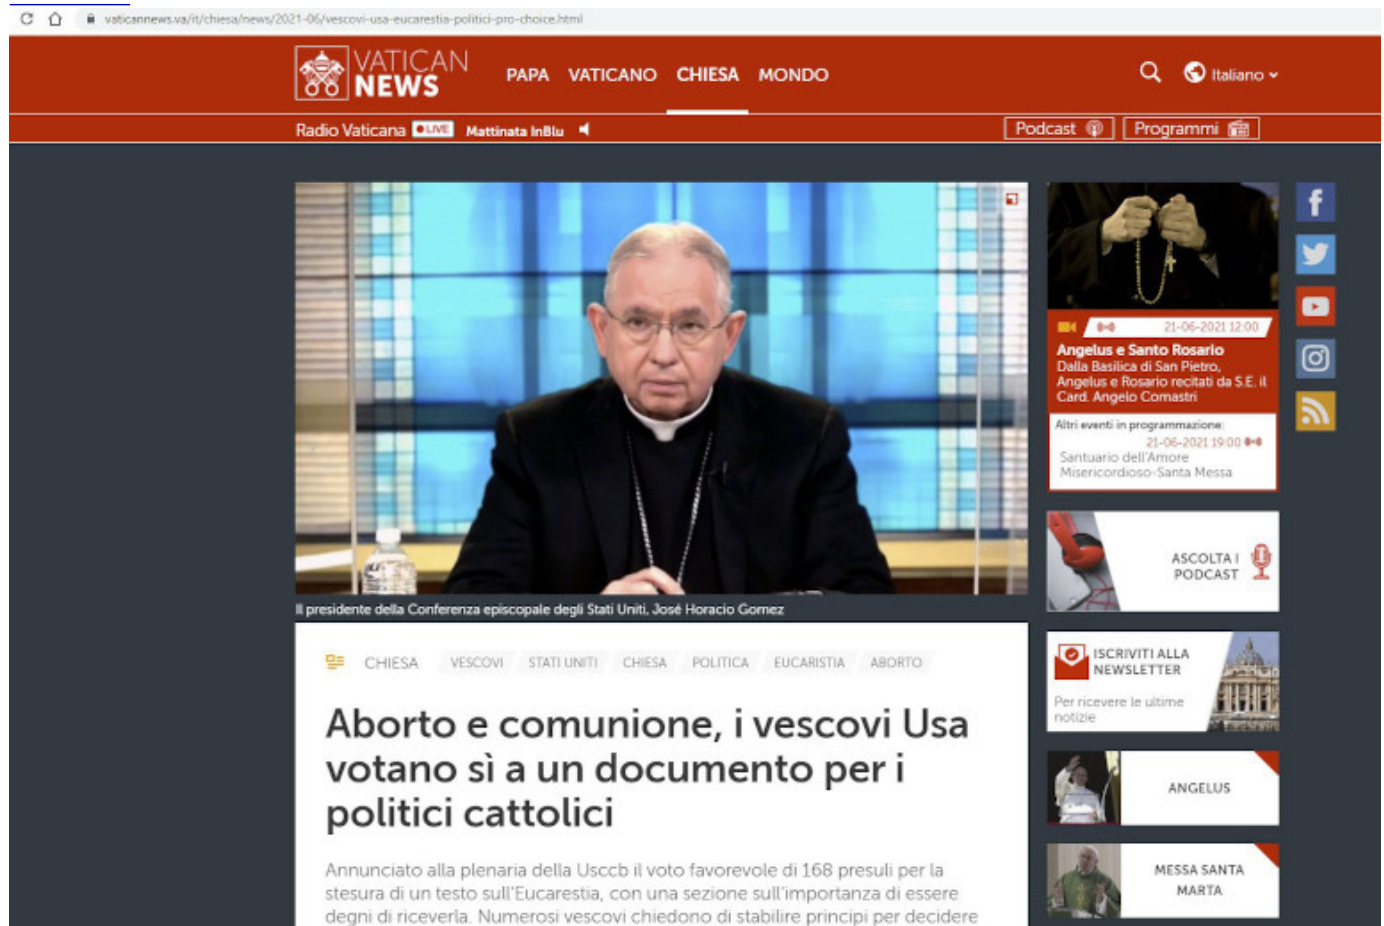 vaticannews.va/it/chiesa/news/2021-06/vescovi-usa-eucarestia-politici-pro-choice.html
VATICAN
NEWS
PAPA VATICANO CHIESA MONDO
Italiano
Radio Vaticana LIVE Mattinata InBlu
Podcast
Programmi
21-06-2021 12:00
Angelus e Santo Rosario
Dalla Basilica di San Pietro,
Angelus e Rosario recitati da S.E. il
Card. Angelo Comastri
Altri eventi in programmazione:
21-06-2021 19:00
Santuario dell'Amore
Misericordioso-Santa Messa
ASCOLTA I
PODCAST
ISCRIVITI ALLA
NEWSLETTER
Per ricevere le ultime
notizie
ANGELUS
MESSA SANTA
MARTA
Il presidente della Conferenza episcopale degli Stati Uniti, José Horacio Gomez
CHIESA VESCOVI STATI UNITI CHIESA POLITICA EUCARISTIA ABORTO
Aborto e comunione, i vescovi Usa
votano sì a un documento per i
politici cattolici
Annunciato alla plenaria della Usccb il voto favorevole di 168 presuli per la
stesura di un testo sull'Eucarestia, con una sezione sull'importanza di essere
degni di riceverla. Numerosi vescovi chiedono di stabilire principi per decidere